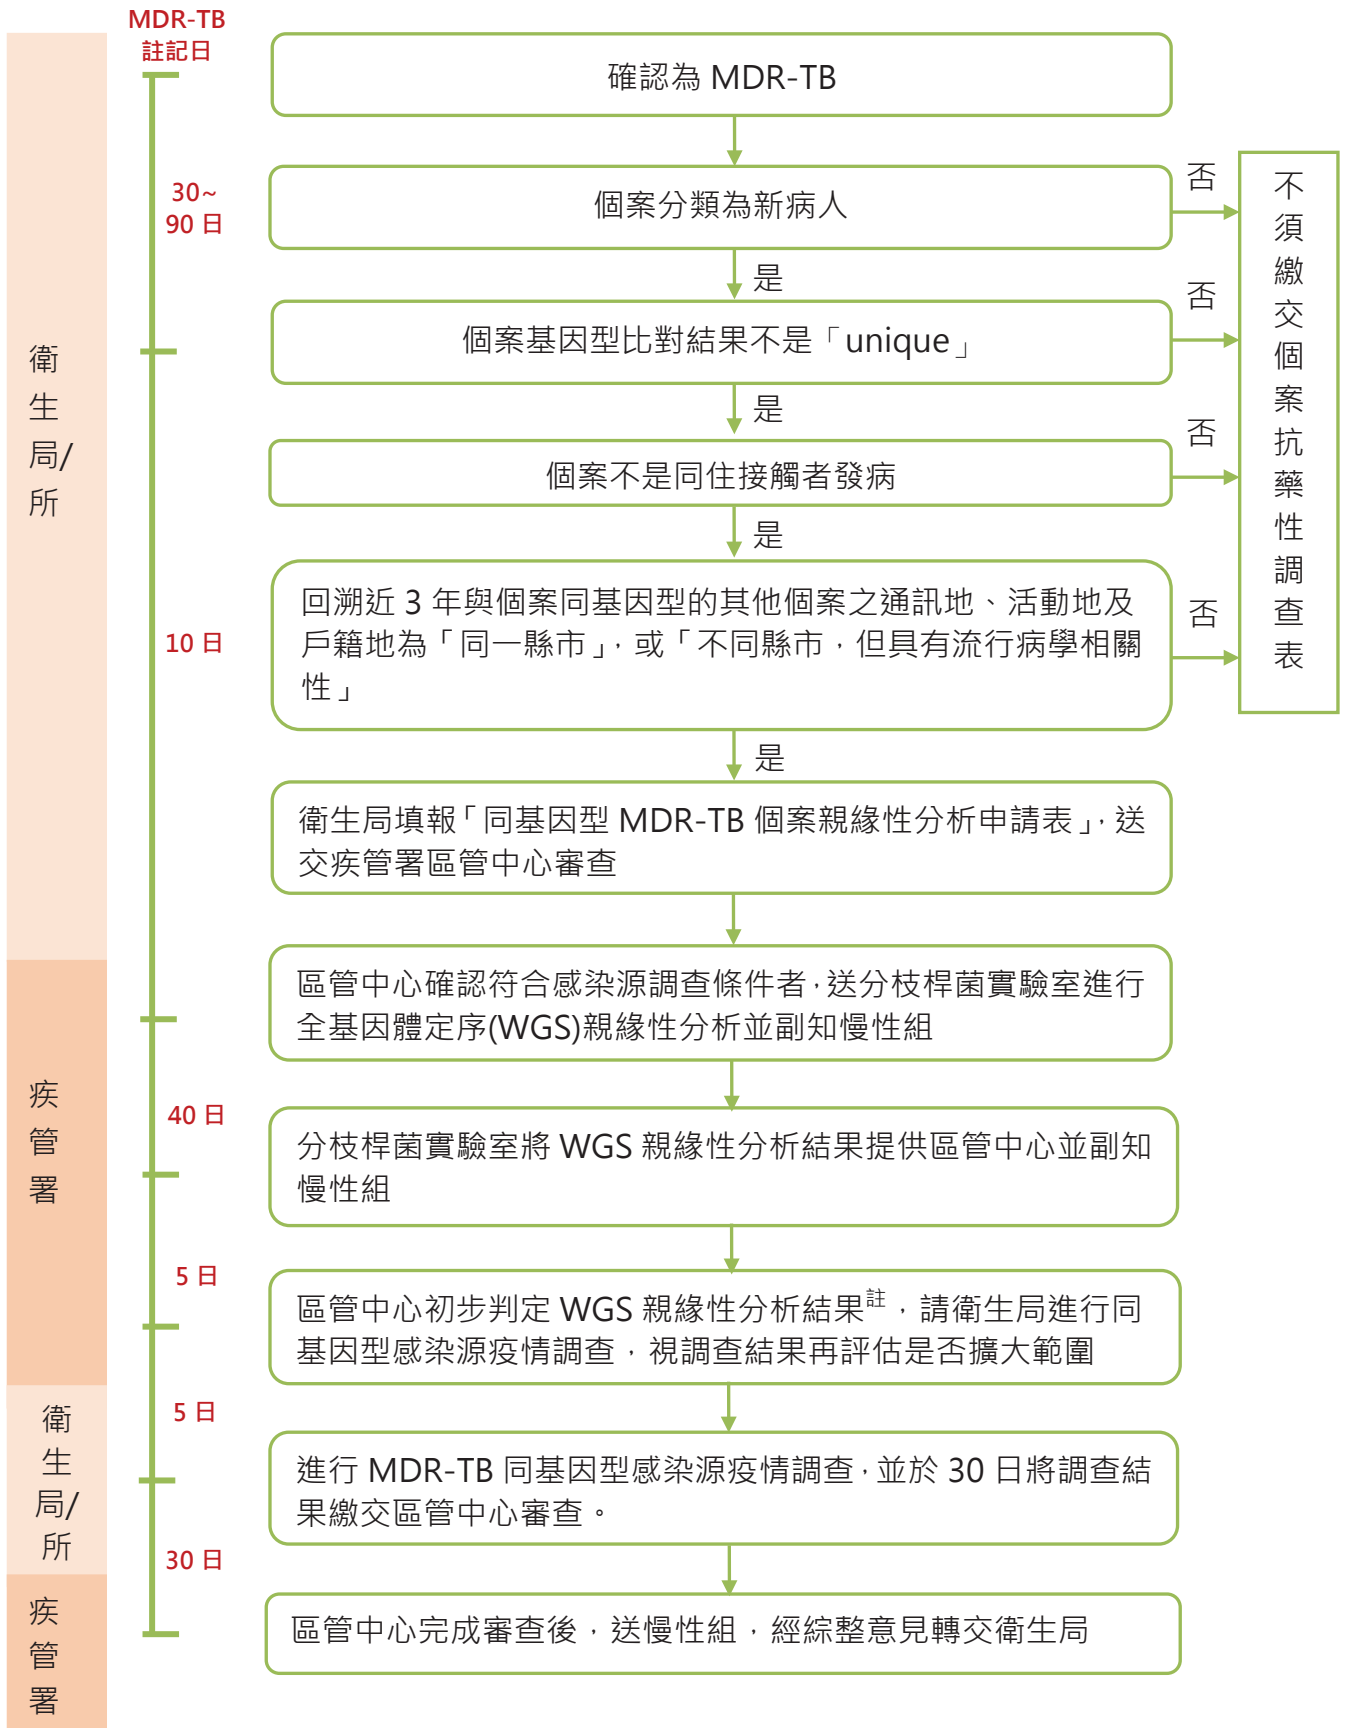 MDR-TB
註記日
確認為 MDR-TB
30~
90 日
個案分類為新病人
否
不須繳交個案抗藥性調查表
是
個案基因型比對結果不是「unique」
否
衛生局/所
是
個案不是同住接觸者發病
否
是
回溯近 3 年與個案同基因型的其他個案之通訊地、活動地及
戶籍地為「同一縣市」，或「不同縣市，但具有流行病學相關
性」
否
10 日
是
衛生局填報「同基因型 MDR-TB 個案親緣性分析申請表」，送
交疾管署區管中心審查
區管中心確認符合感染源調查條件者，送分枝桿菌實驗室進行
全基因體定序(WGS)親緣性分析並副知慢性組
疾管署
40 日
分枝桿菌實驗室將 WGS 親緣性分析結果提供區管中心並副知
慢性組
5 日
區管中心初步判定 WGS 親緣性分析結果註，請衛生局進行同
基因型感染源疫情調查，視調查結果再評估是否擴大範圍
衛生局/所
5 日
進行 MDR-TB 同基因型感染源疫情調查，並於 30 日將調查結
果繳交區管中心審查。
30 日
疾管署
區管中心完成審查後，送慢性組，經綜整意見轉交衛生局